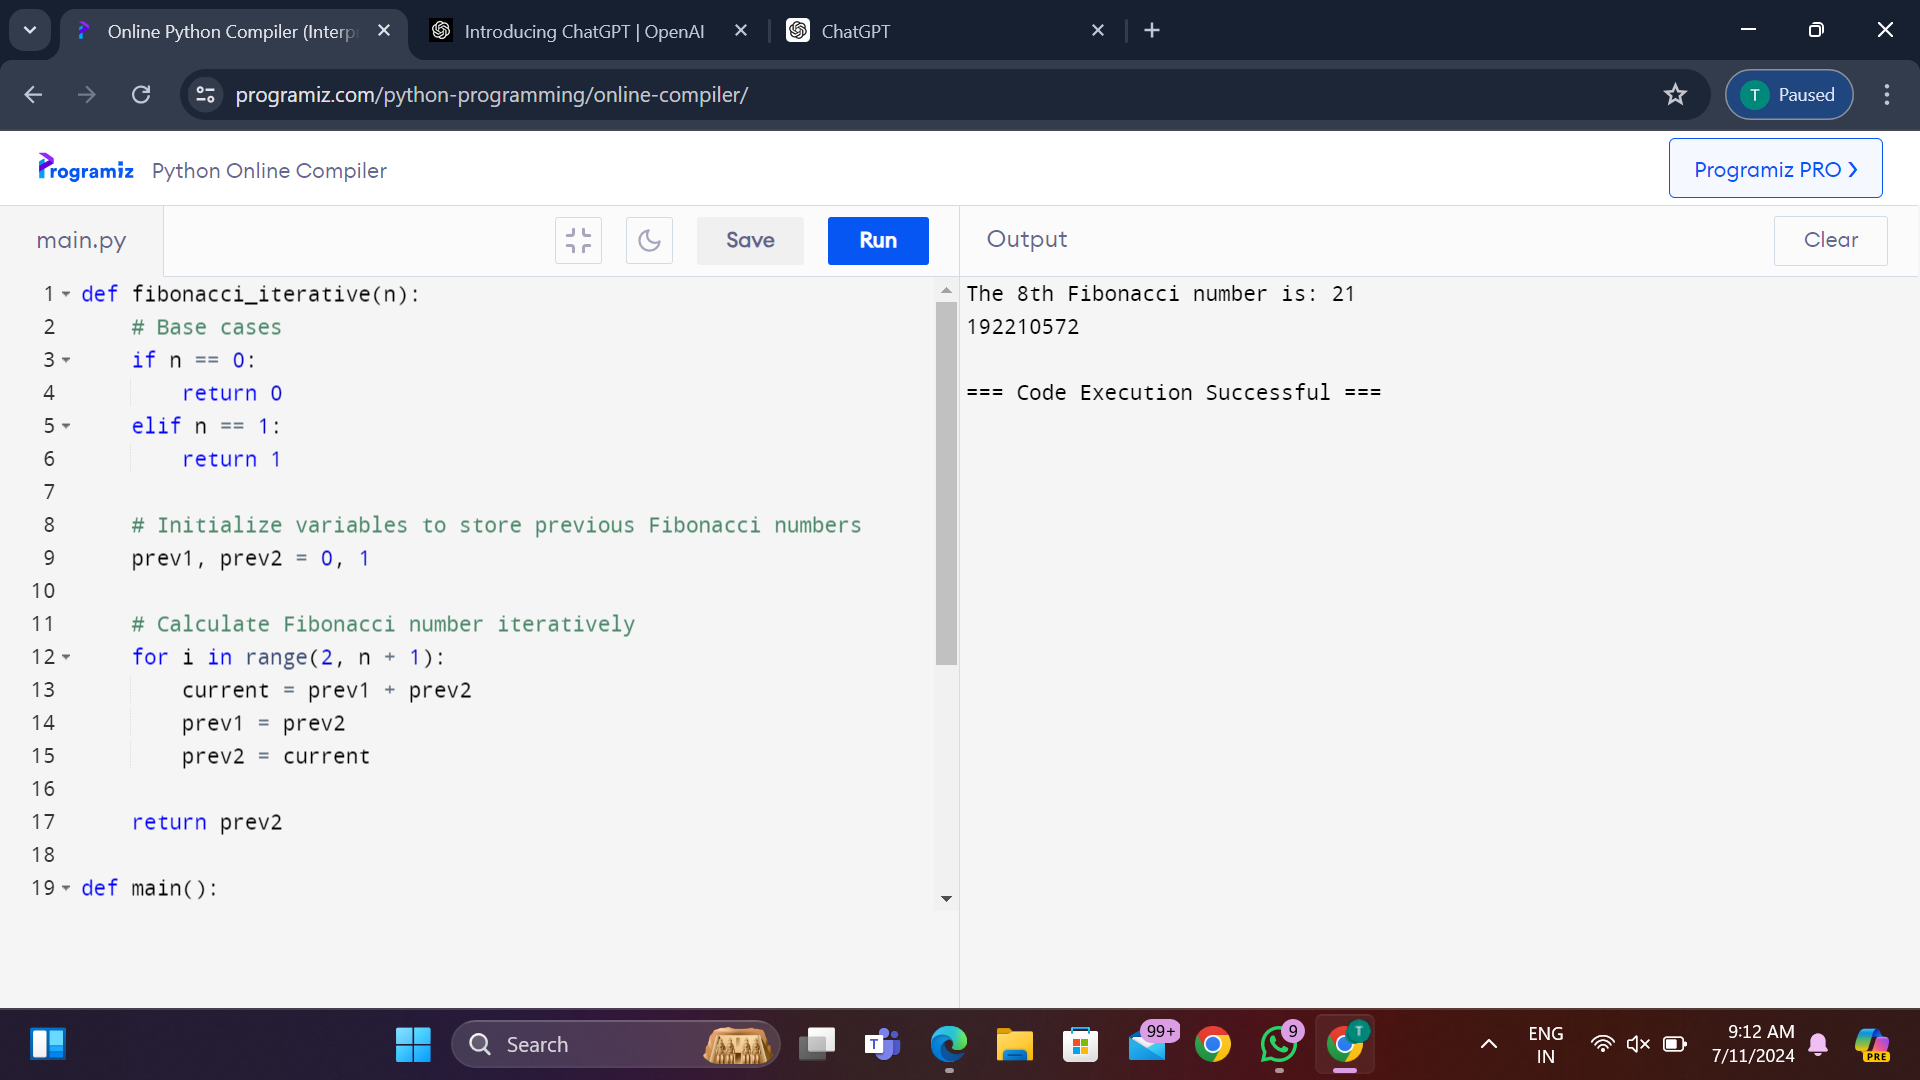 Online Python Compiler (Interp
Introducing ChatGPT | OpenAI
ChatGPT
programiz.com/python-programming/online-compiler/
T
Paused
Programiz
Python Online Compiler
Programiz PRO
main.py
Save
Run
Output
Clear
1 def fibonacci_iterative(n):
2 # Base cases
3 if n == 0:
4 return 0
5 elif n == 1:
6 return 1
7
8 # Initialize variables to store previous Fibonacci numbers
9 prev1, prev2 = 0, 1
10
11 # Calculate Fibonacci number iteratively
12 for i in range(2, n + 1):
13 current = prev1 + prev2
14 prev1 = prev2
15 prev2 = current
16
17 return prev2
18
19 def main():
The 8th Fibonacci number is: 21
192210572
=== Code Execution Successful ===
Search
T
99+
9
T
ENG
IN
9:12 AM
7/11/2024
PRE